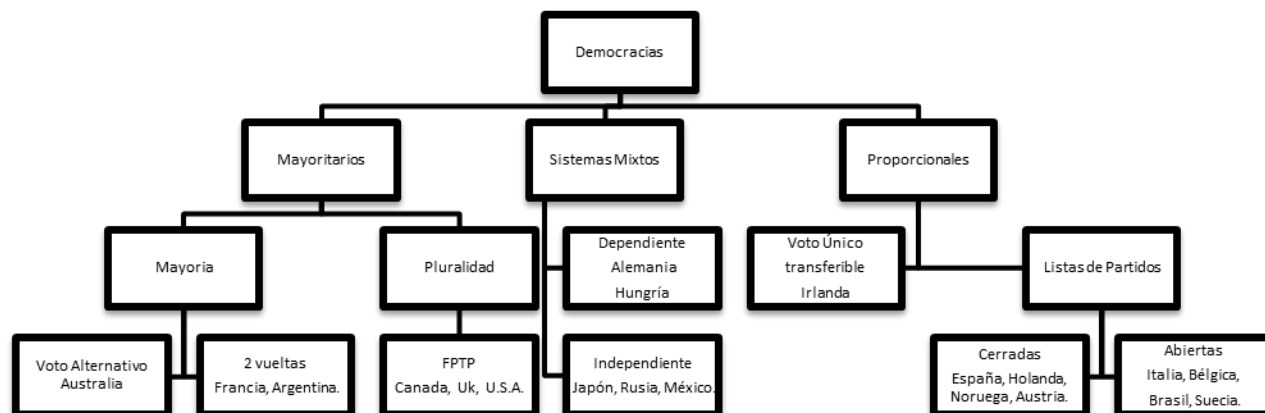 Democracias
Mayoritarios
Sistemas Mixtos
Proporcionales
Mayoria
Pluralidad
Dependiente
Alemania
Hungría
Voto Único
transferible
Irlanda
Listas de Partidos
Voto Alternativo
Australia
2 vueltas
Francia, Argentina.
FPTP
Canada, Uk, U.S.A.
Independiente
Japón, Rusia, México.
Cerradas
España, Holanda,
Noruega, Austria.
Abiertas
Italia, Bélgica,
Brasil, Suecia.